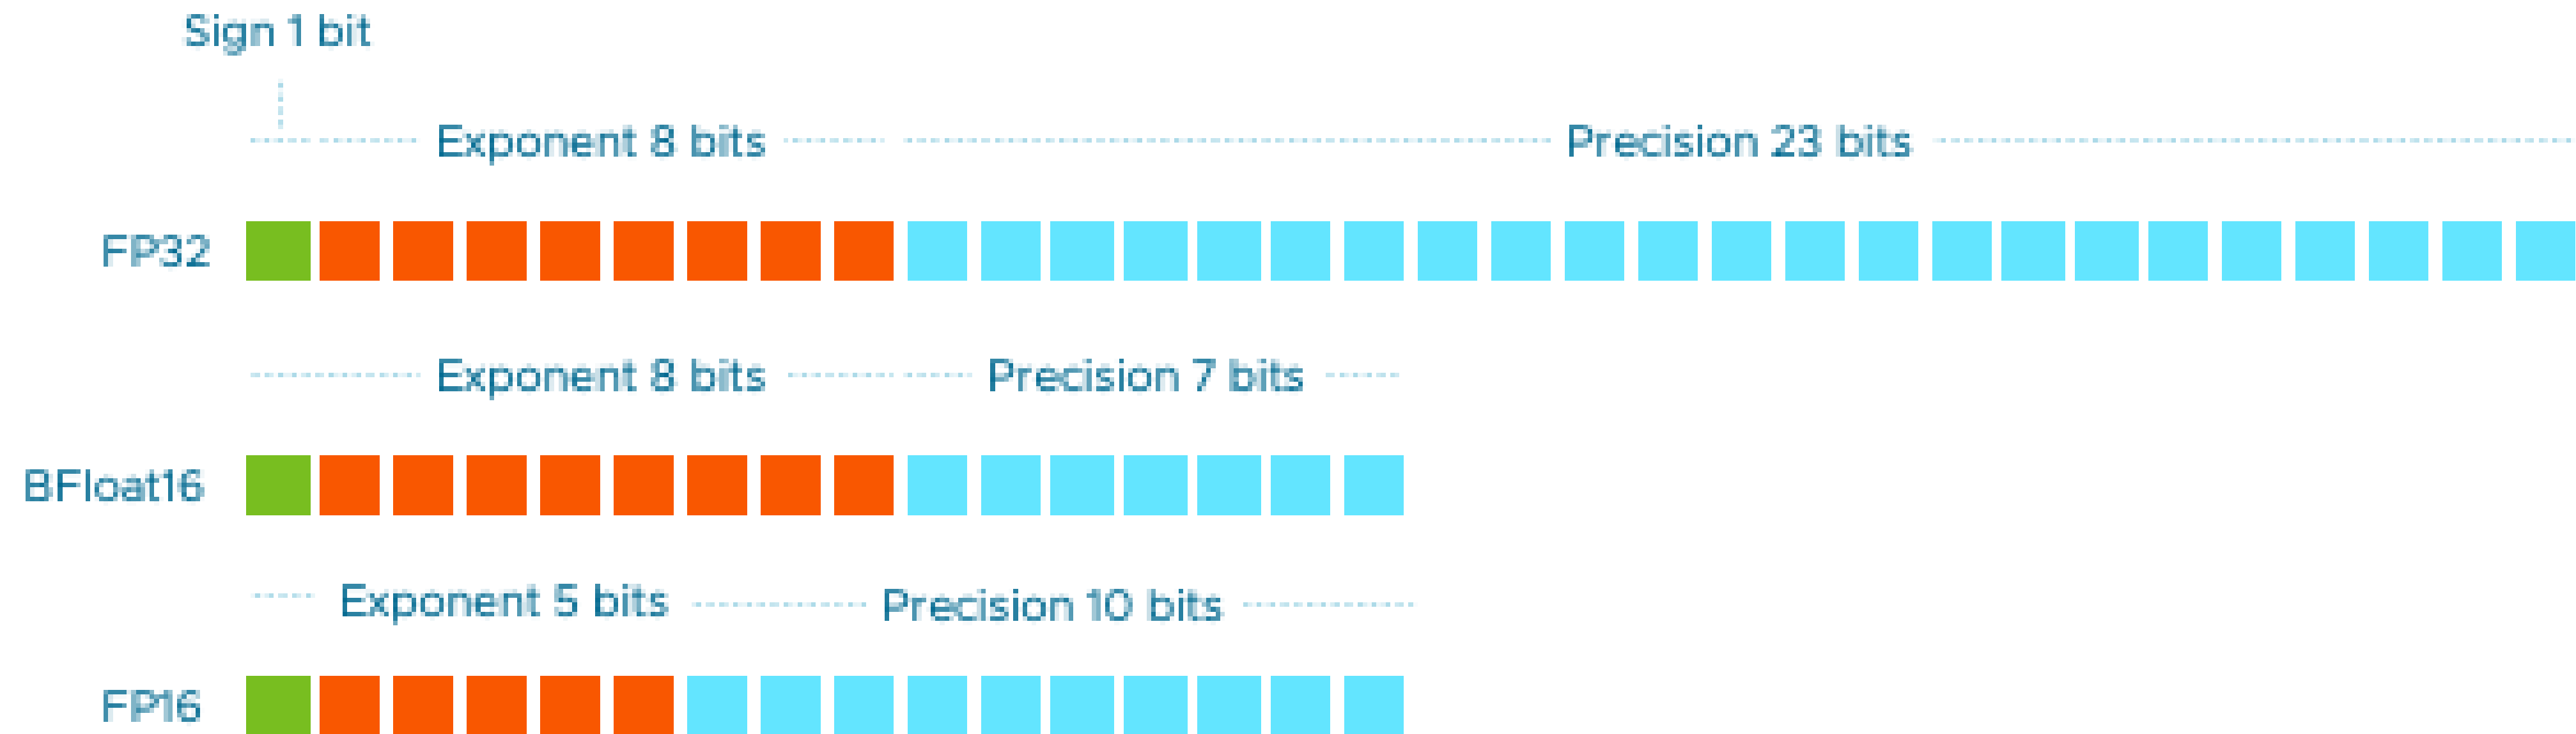 Sign 1 bit
Exponent 8 bits Precision 23 bits
FP32
Exponent 8 bits Precision 7 bits
BFloat16
Exponent 5 bits Precision 10 bits
FP16